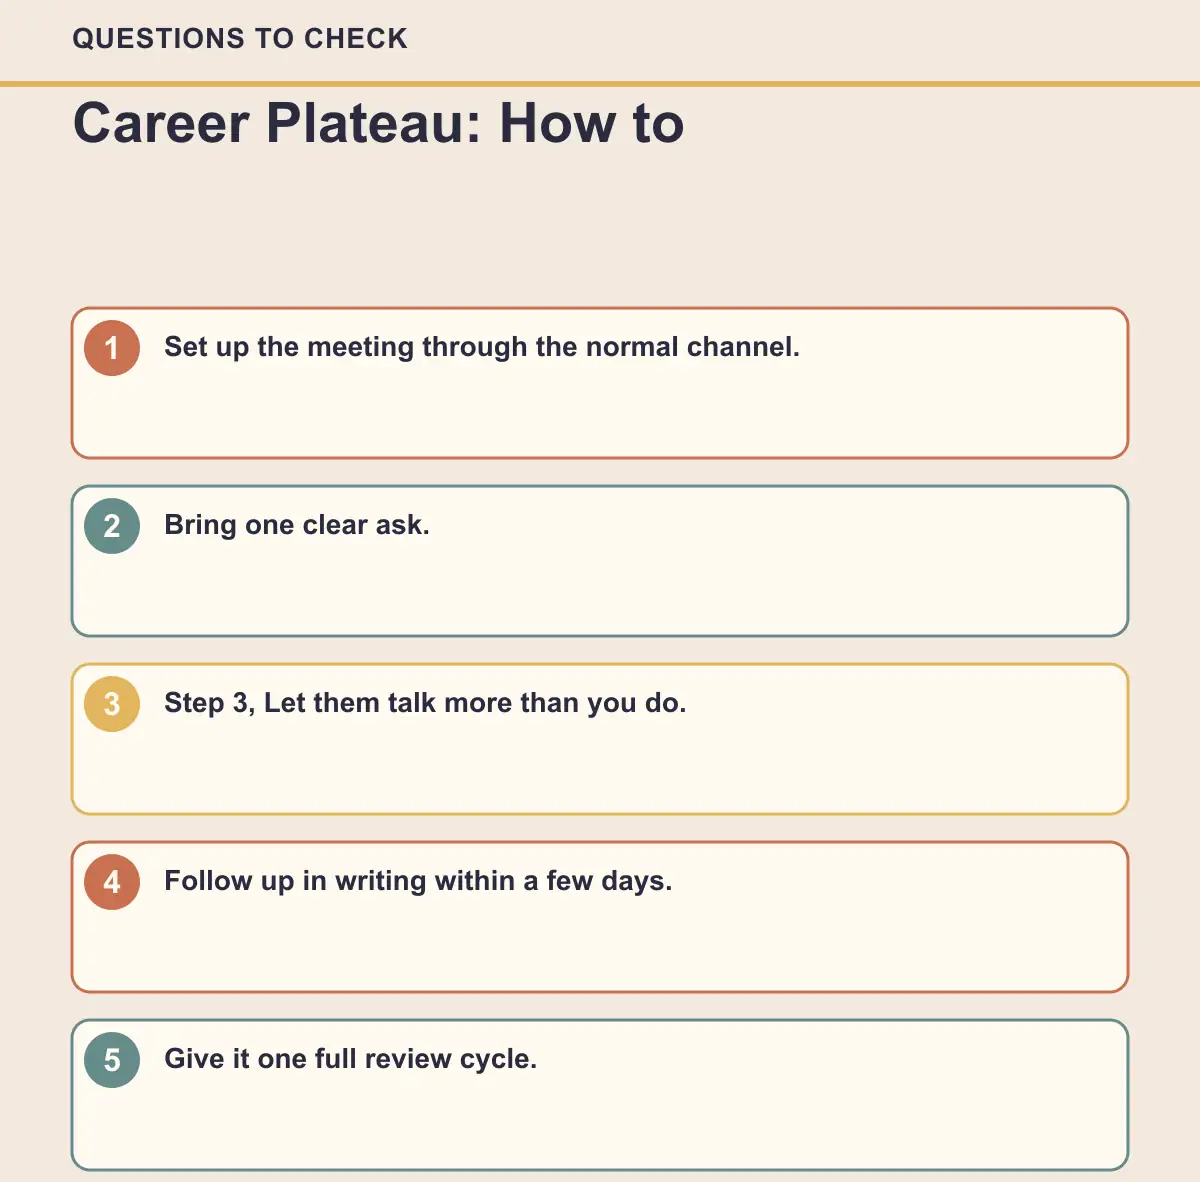 QUESTIONS TO CHECK
Career Plateau: How to
1 Set up the meeting through the normal channel.
2 Bring one clear ask.
3 Step 3, Let them talk more than you do.
4 Follow up in writing within a few days.
5 Give it one full review cycle.